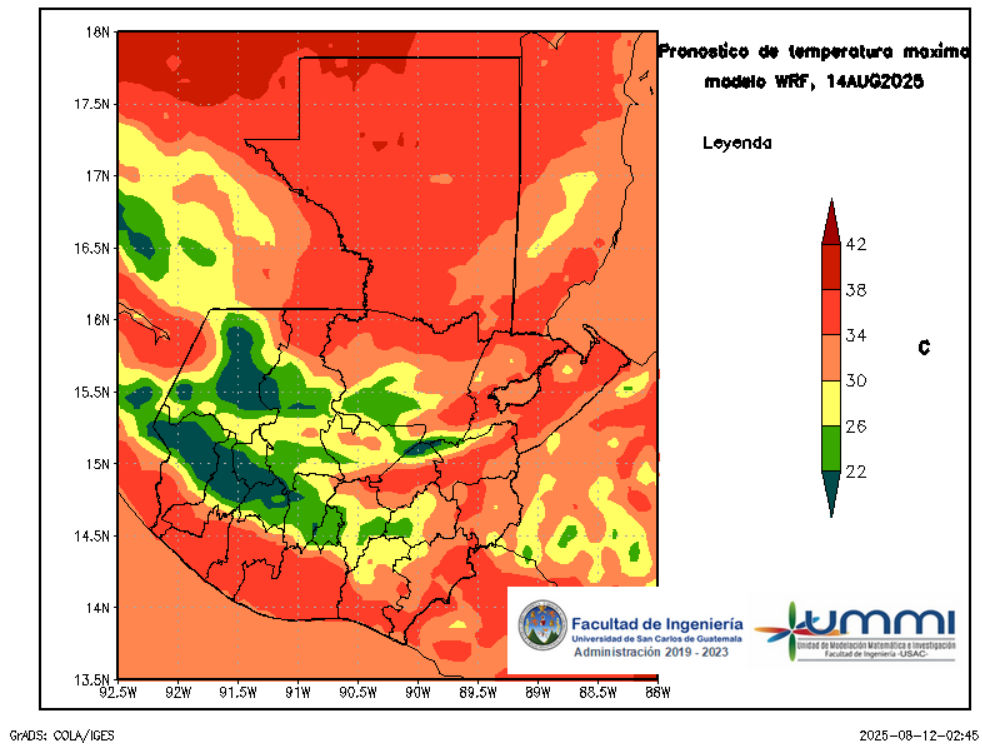 Pronostico de temperatura maxima
modelo WRF, 14AUG2025
Leyenda
42
38
34
30
26
22
C
18N
17.5N
17N
16.5N
16N
15.5N
15N
14.5N
14N
13.5N
92.5W 92W 91.5W 91W 90.5W 90W 89.5W 89W 88.5W 88W
Facultad de Ingeniería
Universidad de San Carlos de Guatemala
Administración 2019 - 2023
ummi
Unidad de Modelación Matemática e Investigación
Facultad de Ingeniería -USAC-
GrADS: COLA/IGES
2025-08-12-02:45